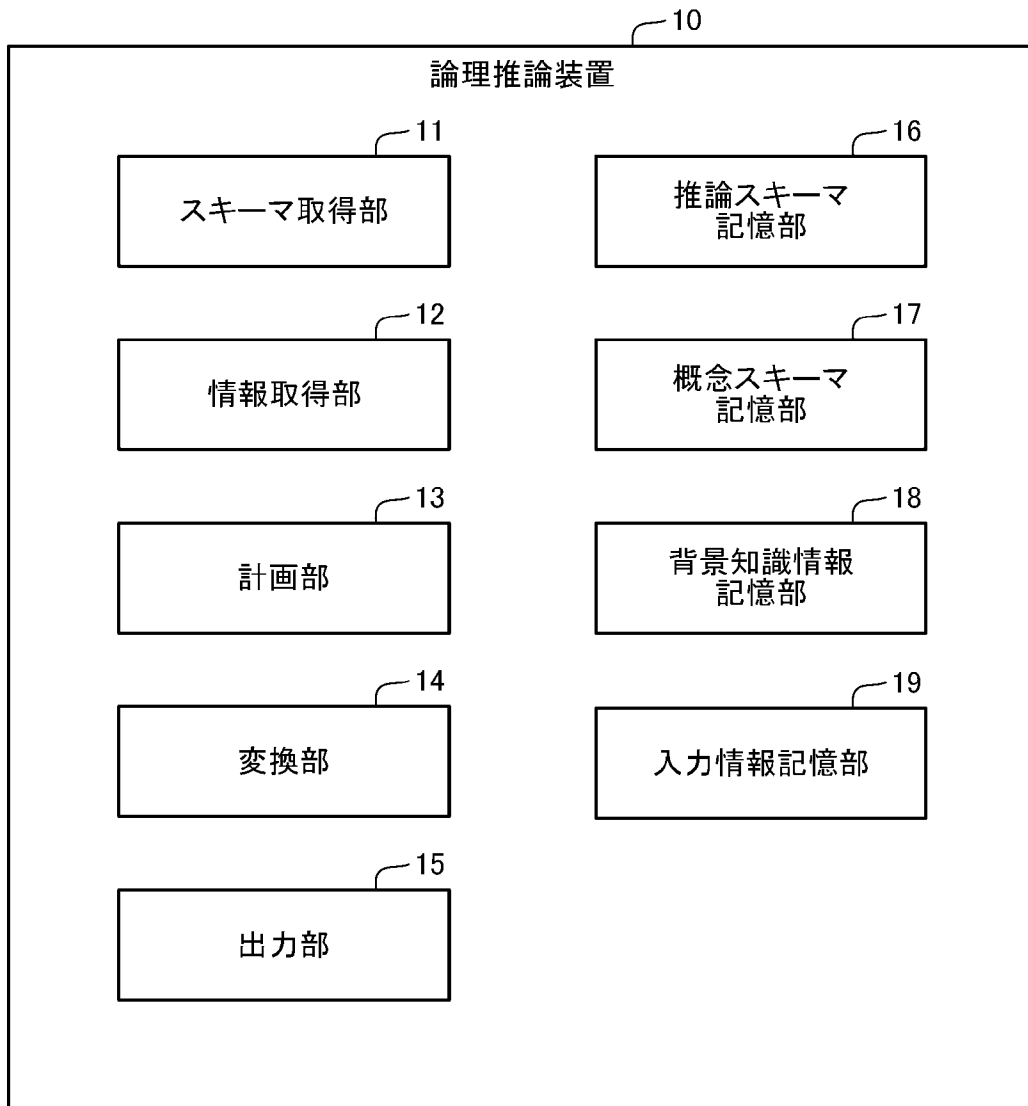 10
論理推論装置
11
スキーマ取得部
16
推論スキーマ
記憶部
12
情報取得部
17
概念スキーマ
記憶部
13
計画部
18
背景知識情報
記憶部
14
変換部
19
入力情報記憶部
15
出力部